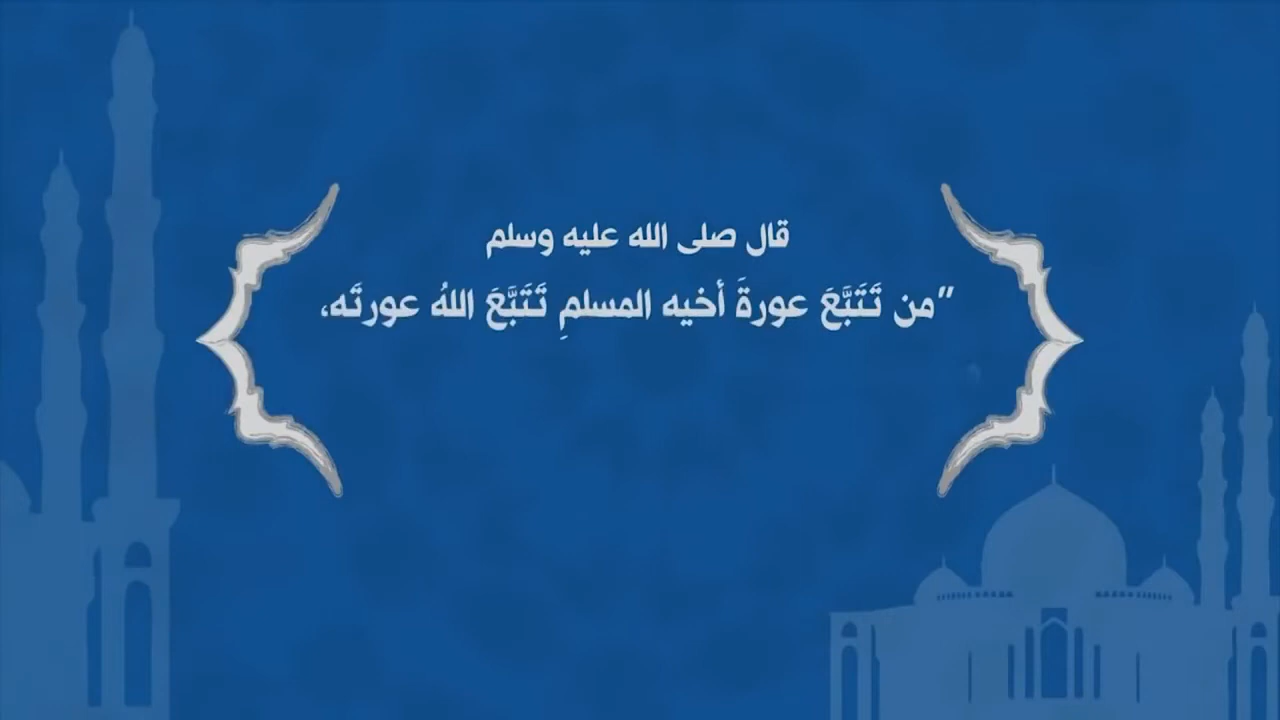 قال صلى الله عليه وسلم
”من تَتَبَّعَ عورةَ أخيه المسلمِ تَتَبَّعَ اللهُ عورتَه،